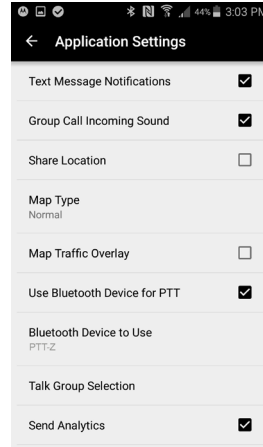 44% 3:03 PM
Application Settings
Text Message Notifications
Group Call Incoming Sound
Share Location
Map Type
Normal
Map Traffic Overlay
Use Bluetooth Device for PTT
Bluetooth Device to Use
PTT-Z
Talk Group Selection
Send Analytics